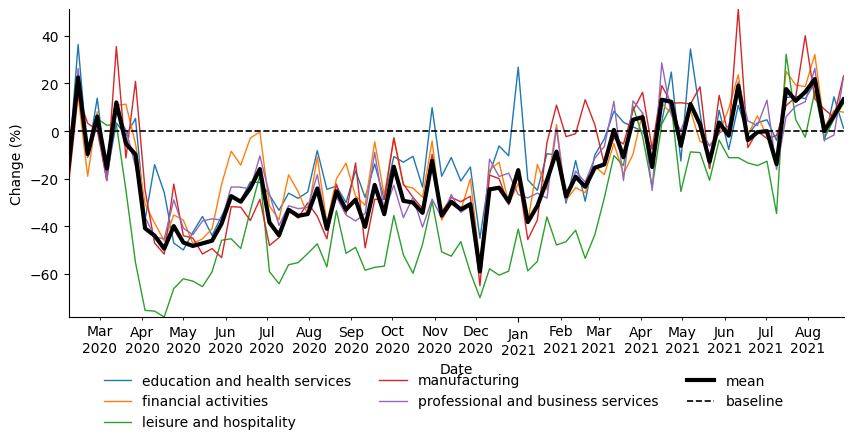 Change (%)
40
20
0
−20
−40
−60
Mar Apr May Jun Jul Aug Sep Oct Nov Dec Jan Feb Mar Apr May Jun Jul Aug
2020 2020 2020 2020 2020 2020 2020 2020 2020 2020 2021 2021 2021 2021 2021 2021 2021 2021
Date
education and health services
financial activities
leisure and hospitality
manufacturing
professional and business services
mean
baseline